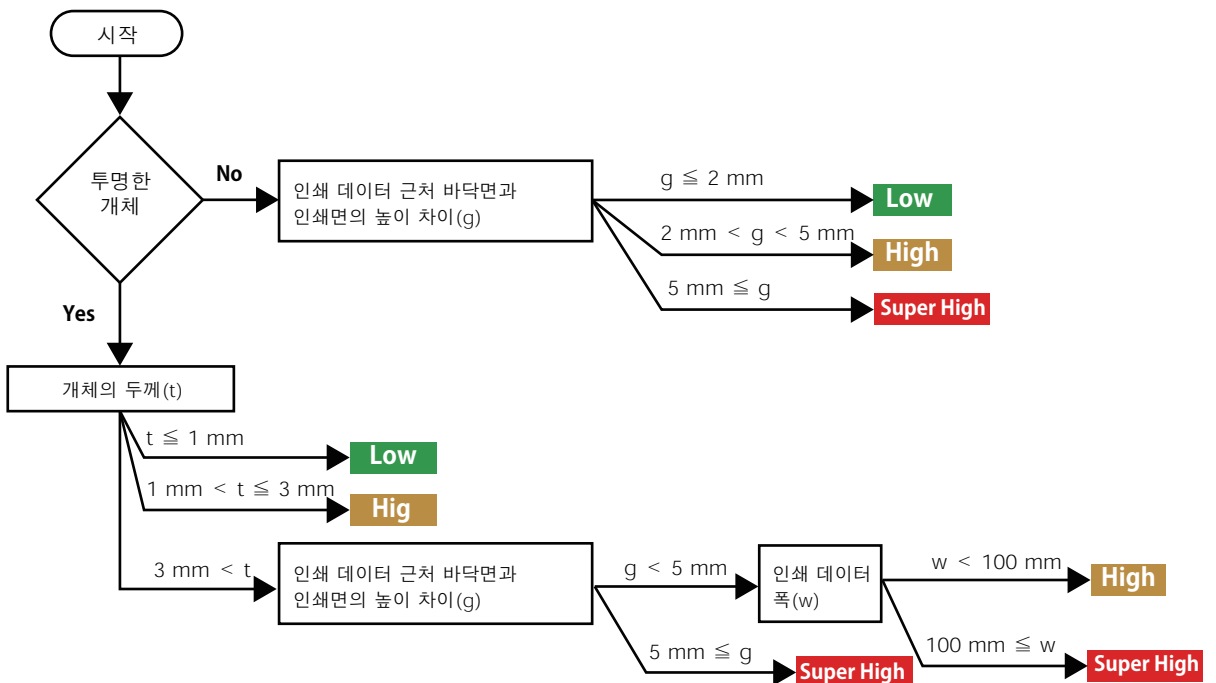 시작
투명한
개체
No
인쇄 데이터 근처 바닥면과
인쇄면의 높이 차이(g)
g ≦ 2 mm
Low
2 mm < g < 5 mm
High
5 mm ≦ g
Super High
Yes
개체의 두께(t)
t ≦ 1 mm
Low
1 mm < t ≦ 3 mm
Hig
3 mm < t
인쇄 데이터 근처 바닥면과
인쇄면의 높이 차이(g)
g < 5 mm
인쇄 데이터
폭(w)
w < 100 mm
High
5 mm ≦ g
Super High
100 mm ≦ w
Super High